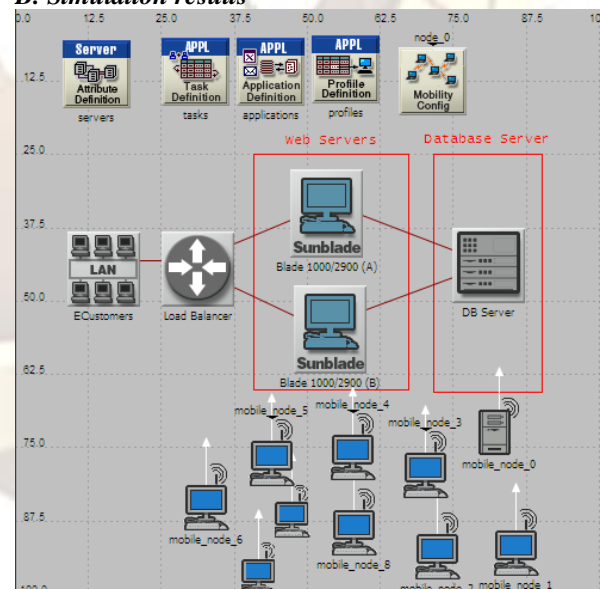 B. Simulation results
0.0 12.5 25.0 37.5 50.0 62.5 75.0 87.5 10
node_0
Server APPL APPL APPL
Attribute Definition Task Definition Application Definition Profile Definition Mobility Config
12.5
servers tasks applications profiles
Web Servers Database Server
25.0
37.5
Sunblade
LAN
Blade 1000/2900 (A)
50.0
ECustomers Load Balancer DB Server
Sunblade
62.5
Blade 1000/2900 (B)
mobile_node_5 mobile_node_4 mobile_node_3
75.0
mobile_node_0
87.5
mobile_node_6 mobile_node_8
mobile_node_2 mobile_node_1
100.0